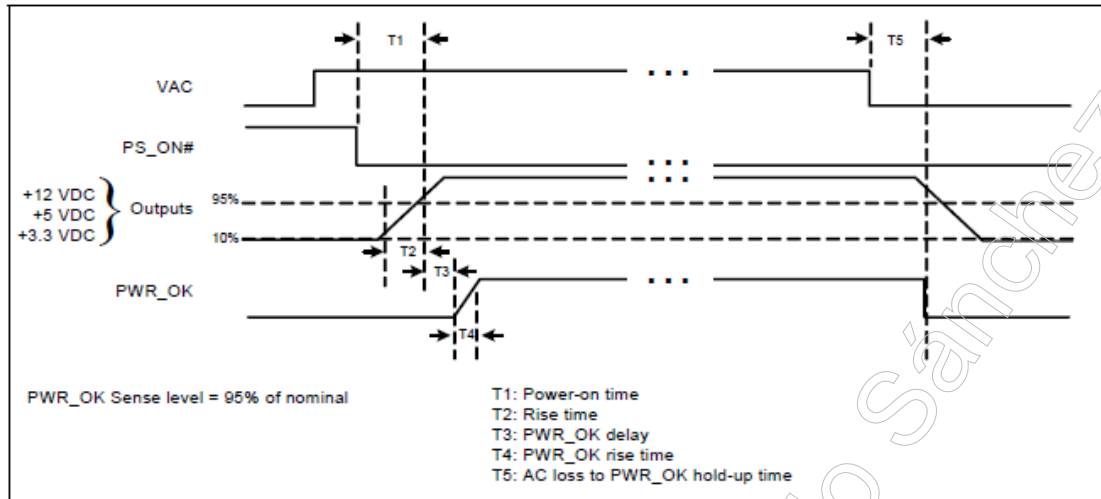 T1
T5
VAC
. . .
PS_ON#
. . .
+12 VDC
+5 VDC
+3.3 VDC
Outputs
95%
10%
. . .
T2
T3
PWR_OK
. . .
T4
PWR_OK Sense level = 95% of nominal
T1: Power-on time
T2: Rise time
T3: PWR_OK delay
T4: PWR_OK rise time
T5: AC loss to PWR_OK hold-up time
o Sánchez